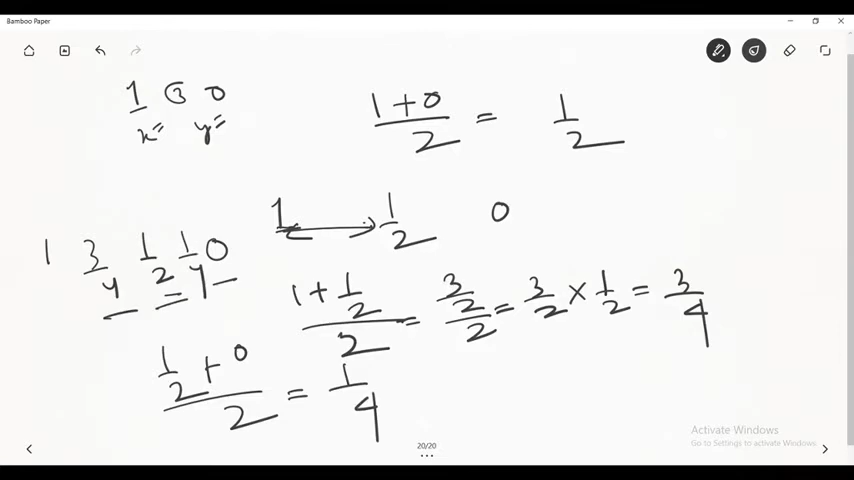 Bamboo Paper
1 3 0
x= y=
(1+0)/2 = 1/2
1 ⟷ 1/2 0
1 3/4 1/2 1/4 0
(1+1/2)/2 = (3/2)/2 = 3/2 × 1/2 = 3/4
(1/2+0)/2 = 1/4
Activate Windows
Go to Settings to activate Windows.
20/20